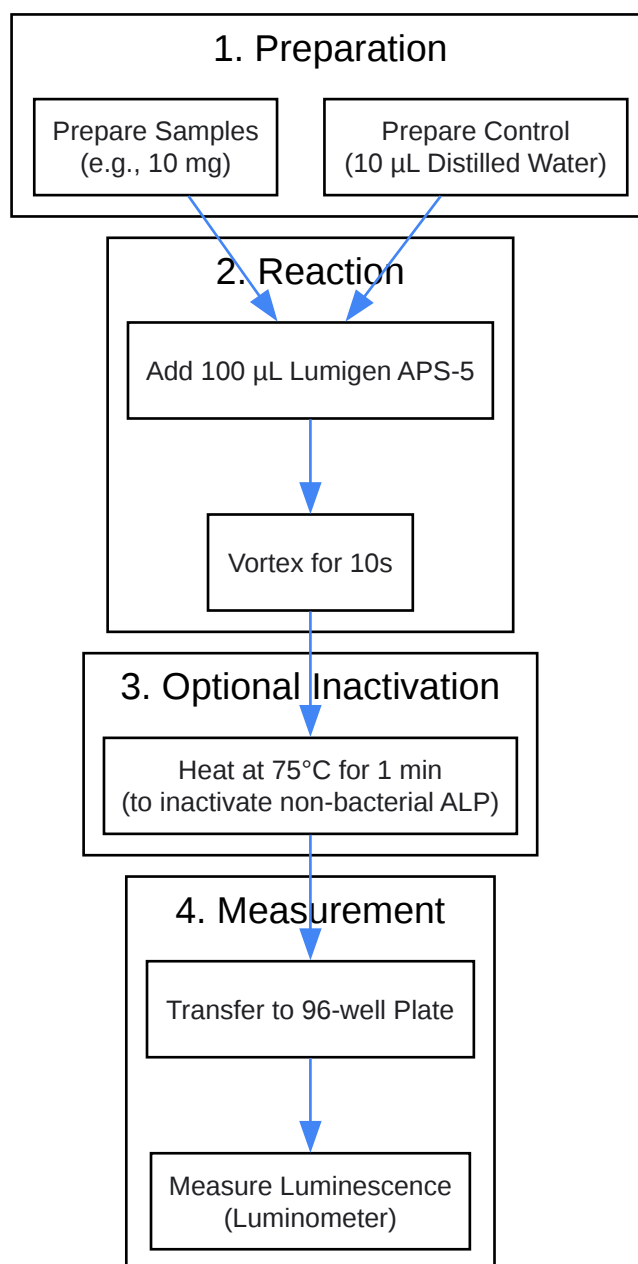 1. Preparation
Prepare Samples
(e.g., 10 mg)
Prepare Control
(10 µL Distilled Water)
2. Reaction
Add 100 µL Lumigen APS-5
Vortex for 10s
3. Optional Inactivation
Heat at 75°C for 1 min
(to inactivate non-bacterial ALP)
4. Measurement
Transfer to 96-well Plate
Measure Luminescence
(Luminometer)